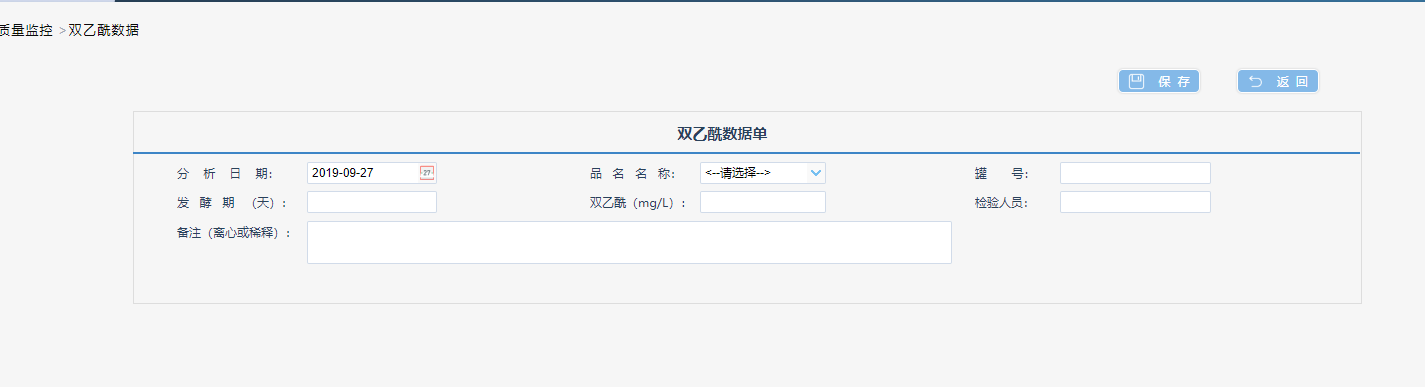 质量监控 >双乙酰数据
保 存 返 回
双乙酰数据单
分 析 日 期: 2019-09-27 27 品 名 名 称: <--请选择--> 罐 号:
发 酵 期 (天): 双乙酰 (mg/L): 检验人员:
备注 (离心或稀释):